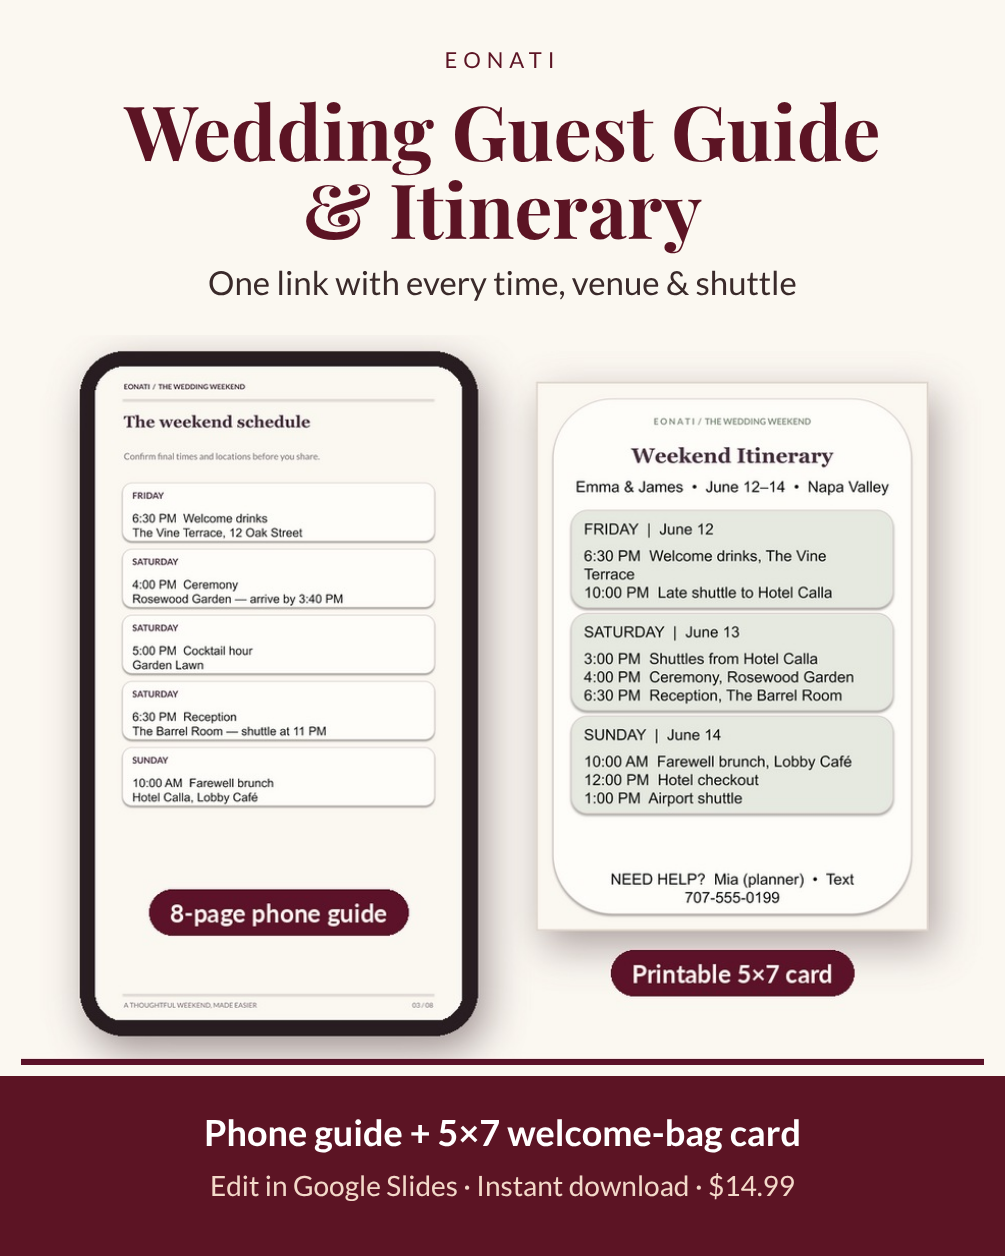 EONATI
Wedding Guest Guide
& Itinerary
One link with every time, venue & shuttle
EONATI / THE WEDDING WEEKEND
The weekend schedule
Confirm final times and locations before you share.
FRIDAY
6:30 PM Welcome drinks
The Vine Terrace, 12 Oak Street
SATURDAY
4:00 PM Ceremony
Rosewood Garden — arrive by 3:40 PM
SATURDAY
5:00 PM Cocktail hour
Garden Lawn
SATURDAY
6:30 PM Reception
The Barrel Room — shuttle at 11 PM
SUNDAY
10:00 AM Farewell brunch
Hotel Calla, Lobby Café
8-page phone guide
A THOUGHTFUL WEEKEND, MADE EASIER
03 / 08
EONATI / THE WEDDING WEEKEND
Weekend Itinerary
Emma & James • June 12–14 • Napa Valley
FRIDAY | June 12
6:30 PM Welcome drinks, The Vine
Terrace
10:00 PM Late shuttle to Hotel Calla
SATURDAY | June 13
3:00 PM Shuttles from Hotel Calla
4:00 PM Ceremony, Rosewood Garden
6:30 PM Reception, The Barrel Room
SUNDAY | June 14
10:00 AM Farewell brunch, Lobby Café
12:00 PM Hotel checkout
1:00 PM Airport shuttle
NEED HELP? Mia (planner) • Text
707-555-0199
Printable 5×7 card
Phone guide + 5×7 welcome-bag card
Edit in Google Slides · Instant download · $14.99